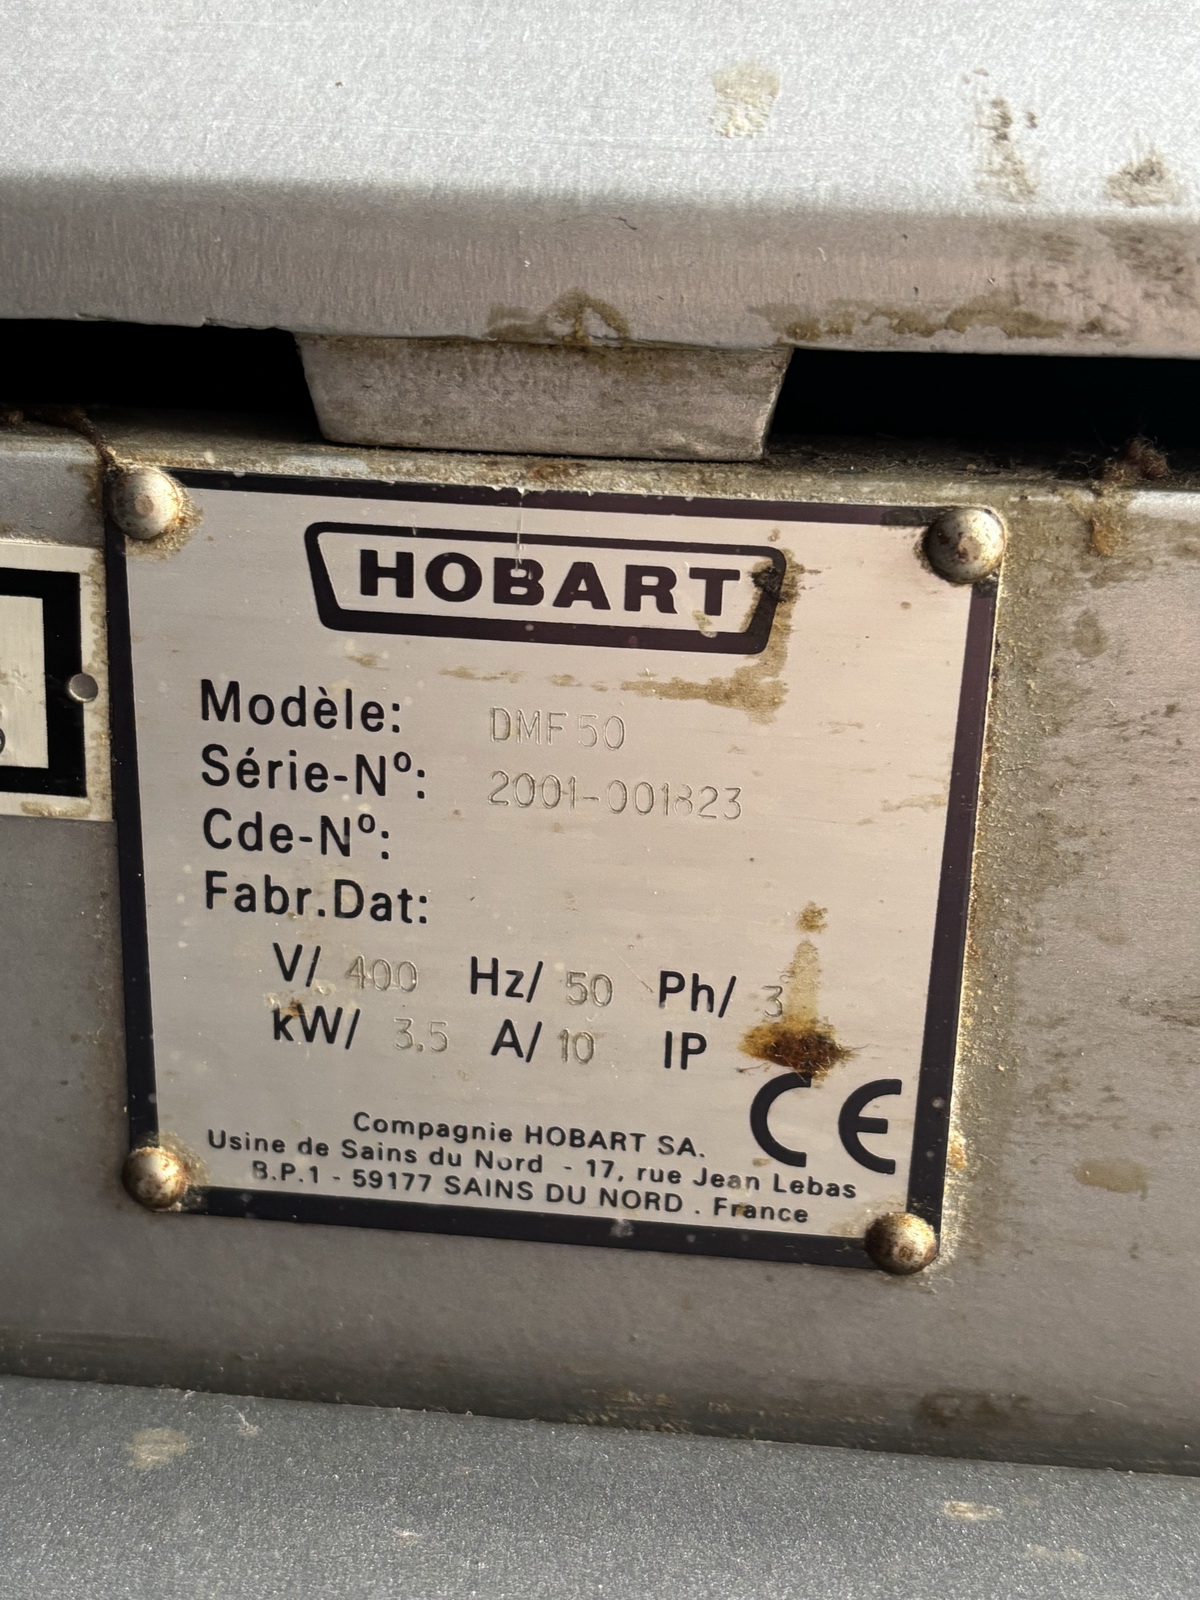 HOBART
Modèle: DMF 50
Série-Nº: 2001-001823
Cde-Nº:
Fabr.Dat:
V/ 400 Hz/ 50 Ph/ 3
kW/ 3.5 A/ 10 IP
CE
Compagnie HOBART SA.
Usine de Sains du Nord - 17, rue Jean Lebas
B.P.1 - 59177 SAINS DU NORD . France